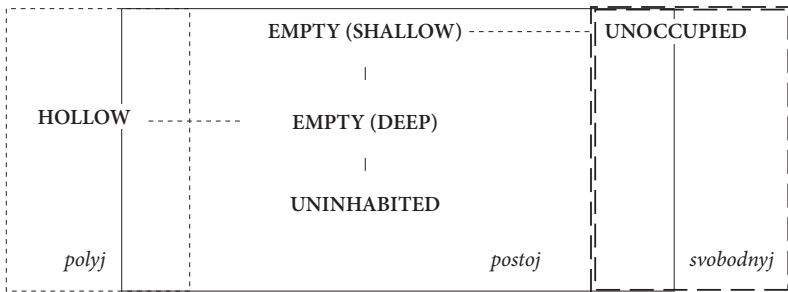 EMPTY (SHALLOW) UNOCCUPIED
HOLLOW EMPTY (DEEP)
UNINHABITED
polyj postoj svobodnyj